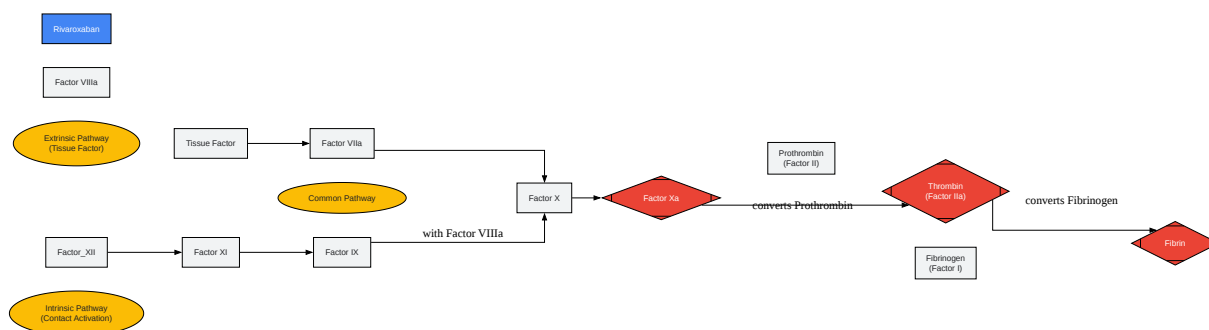 Rivaroxaban
Factor VIIIa
Extrinsic Pathway
(Tissue Factor)
Tissue Factor
Factor VIIa
Prothrombin
(Factor II)
Common Pathway
Factor X
Factor Xa
converts Prothrombin
Thrombin
(Factor IIa)
converts Fibrinogen
with Factor VIIIa
Factor_XII
Factor XI
Factor IX
Fibrinogen
(Factor I)
Fibrin
Intrinsic Pathway
(Contact Activation)